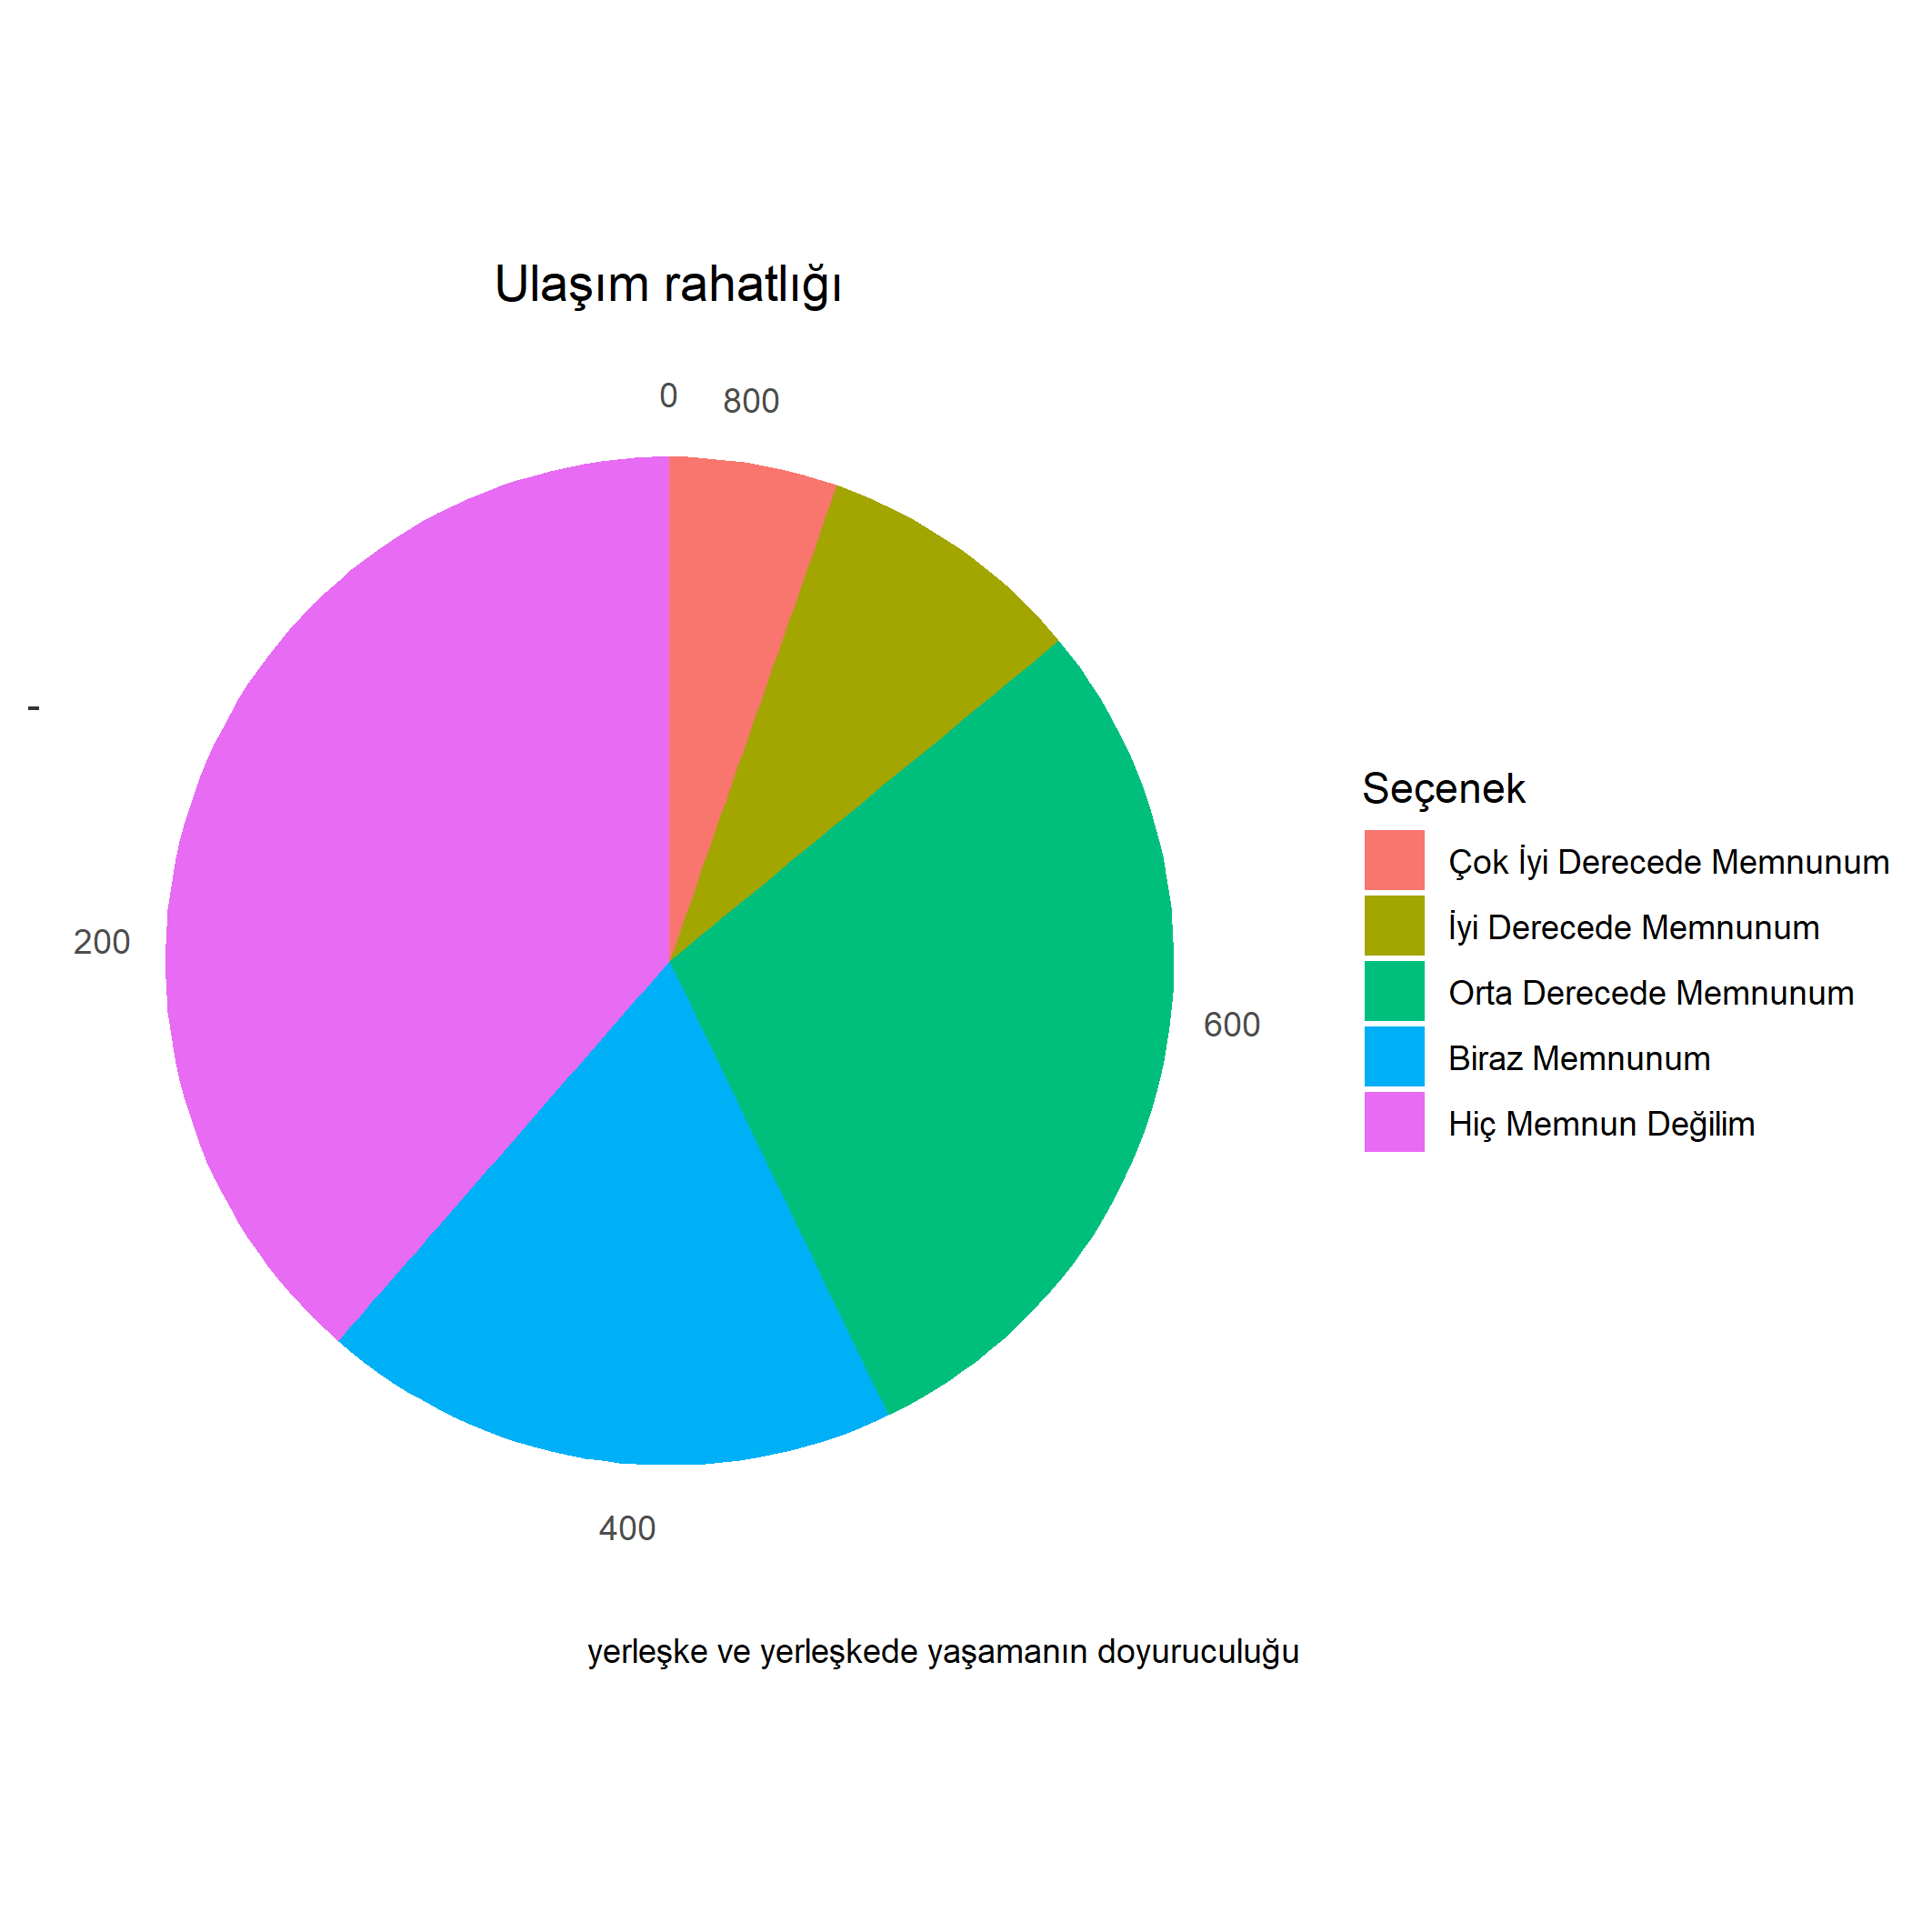 Ulaşım rahatlığı
0
800
-
200
600
400
Seçenek
Çok İyi Derecede Memnunum
İyi Derecede Memnunum
Orta Derecede Memnunum
Biraz Memnunum
Hiç Memnun Değilim
yerleşke ve yerleşkede yaşamanın doyuruculuğu